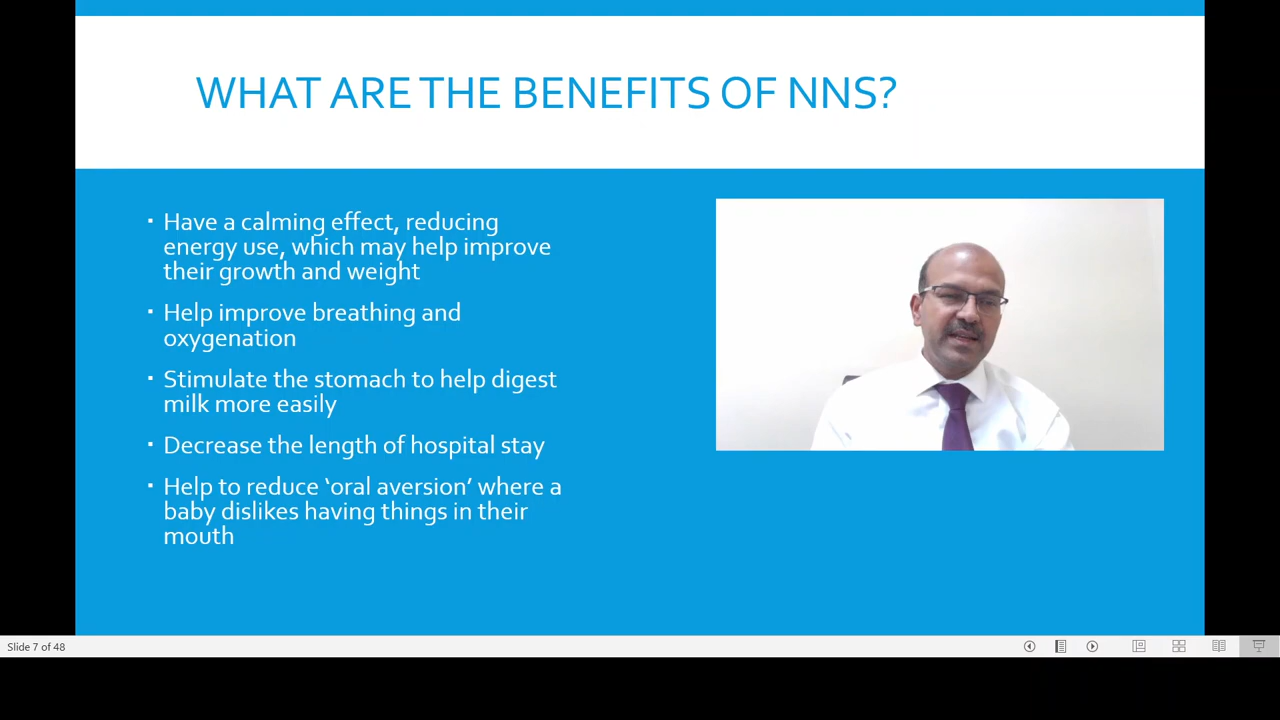 WHAT ARE THE BENEFITS OF NNS?
▪ Have a calming effect, reducing
energy use, which may help improve
their growth and weight
▪ Help improve breathing and
oxygenation
▪ Stimulate the stomach to help digest
milk more easily
▪ Decrease the length of hospital stay
▪ Help to reduce ‘oral aversion’ where a
baby dislikes having things in their
mouth
Slide 7 of 48